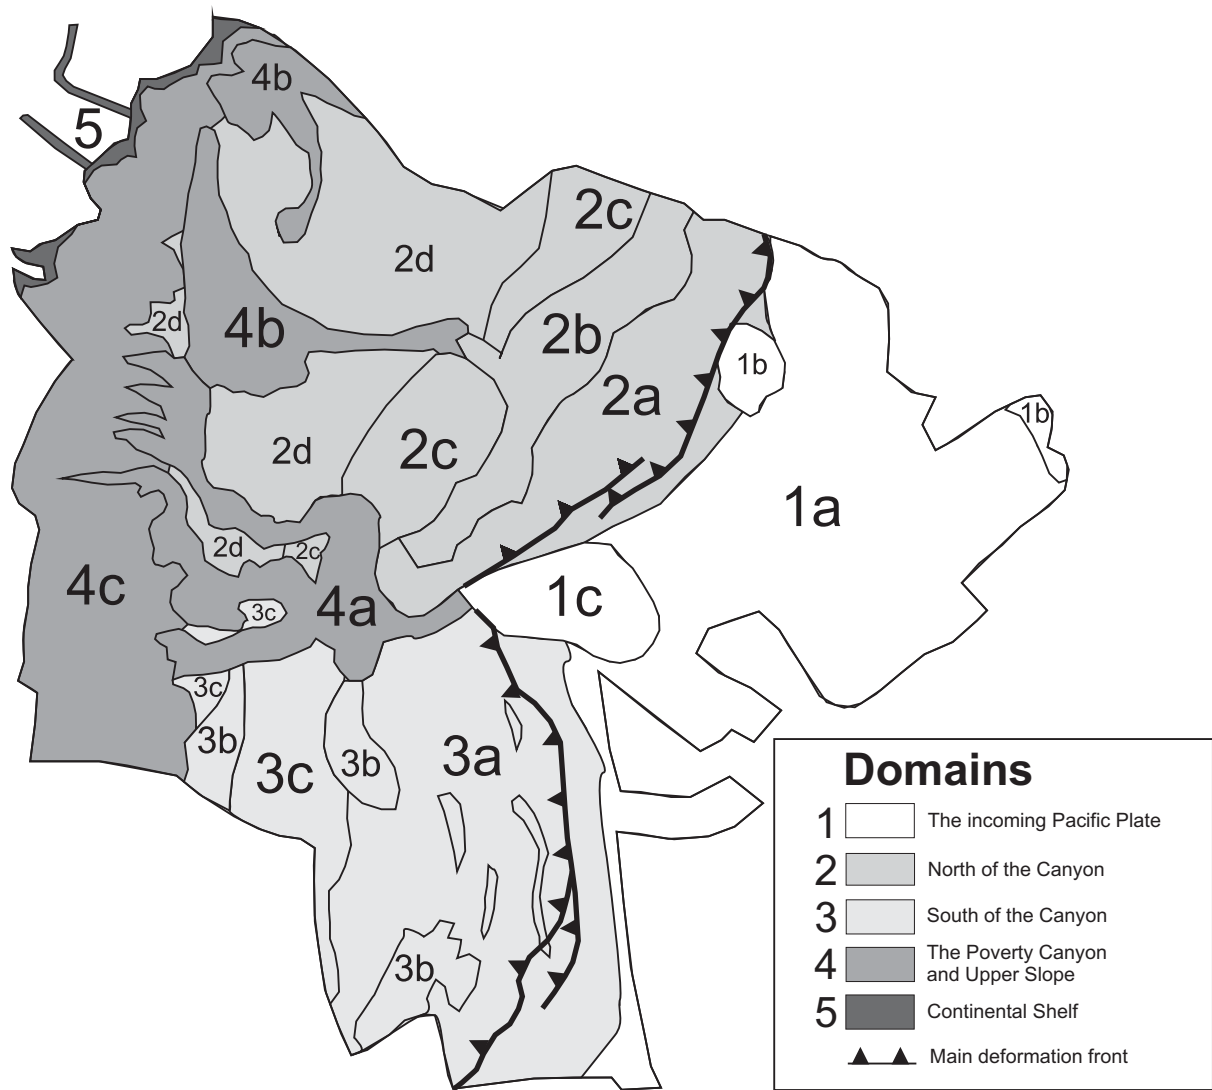 4b
5
2c
2d
2d
4b
2b
1b
2a
1b
2d
2c
1a
2d
2c
4c
1c
3c
4a
3c
3b
3a
3b
3c
3b
Domains
1 The incoming Pacific Plate
2 North of the Canyon
3 South of the Canyon
4 The Poverty Canyon
and Upper Slope
5 Continental Shelf
Main deformation front